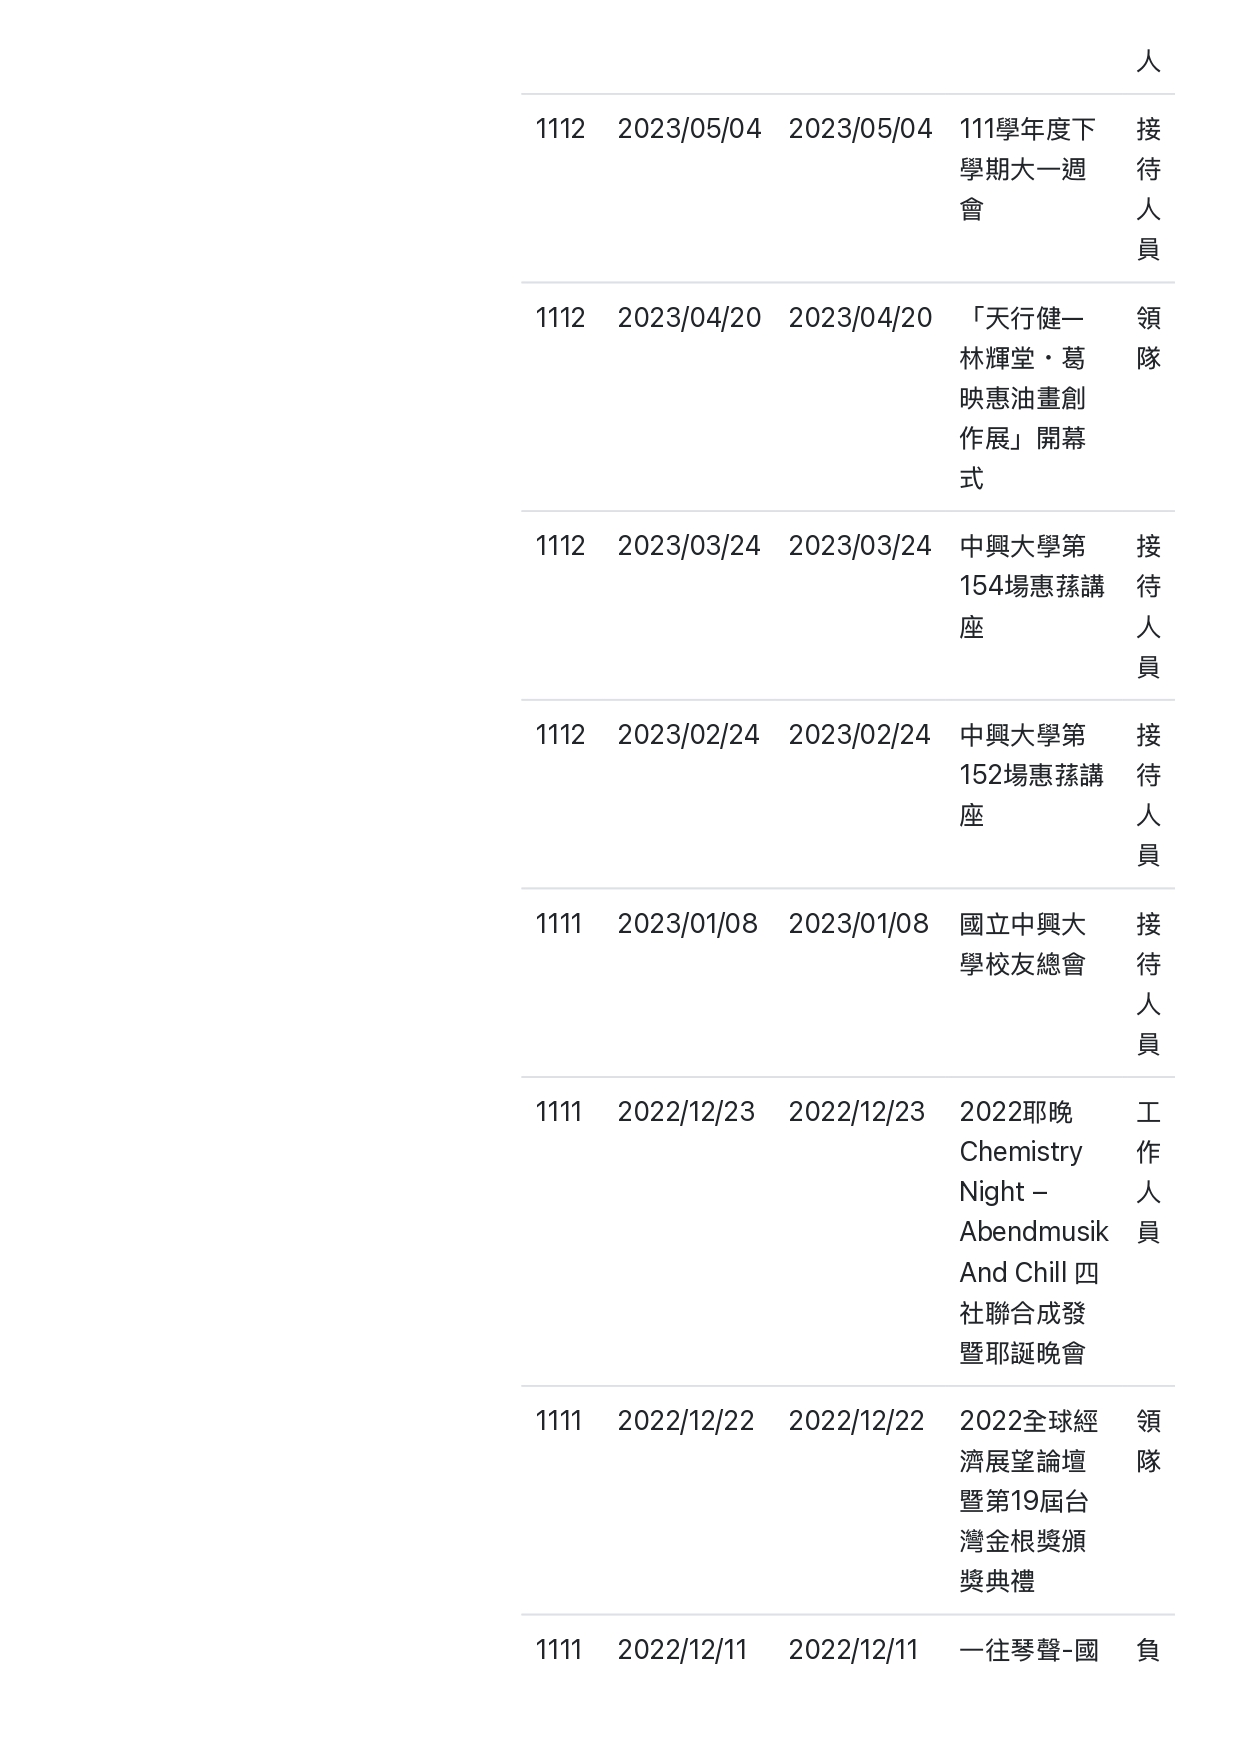 人
1112 2023/05/04 2023/05/04 111學年度下 接
學期大一週 待
會 人
員
1112 2023/04/20 2023/04/20 「天行健— 領
林輝堂・葛 隊
映惠油畫創
作展」開幕
式
1112 2023/03/24 2023/03/24 中興大學第 接
154場惠蓀講 待
座 人
員
1112 2023/02/24 2023/02/24 中興大學第 接
152場惠蓀講 待
座 人
員
1111 2023/01/08 2023/01/08 國立中興大 接
學校友總會 待
人
員
1111 2022/12/23 2022/12/23 2022耶晚 工
Chemistry 作
Night – 人
Abendmusik 員
And Chill 四
社聯合成發
暨耶誕晚會
1111 2022/12/22 2022/12/22 2022全球經 領
濟展望論壇 隊
暨第19屆台
灣金根獎頒
獎典禮
1111 2022/12/11 2022/12/11 一往琴聲-國 負